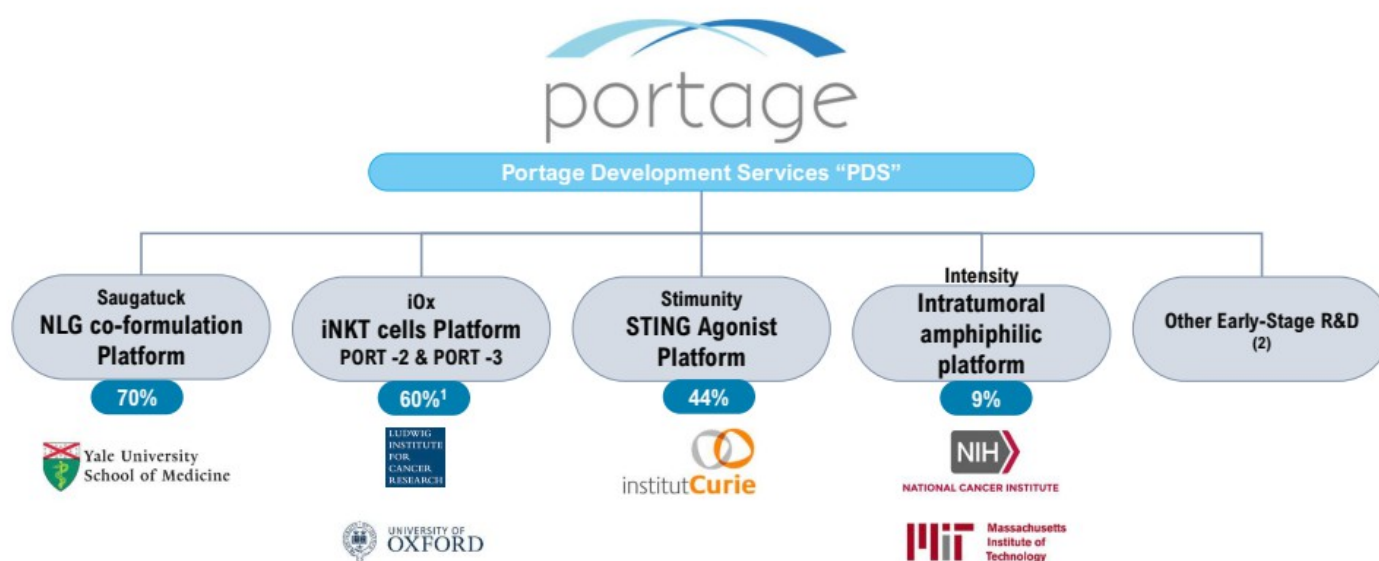 portage
Portage Development Services “PDS”
Saugatuck
NLG co-formulation
Platform
70%
iOx
iNKT cells Platform
PORT -2 & PORT -3
60%¹
Stimunity
STING Agonist
Platform
44%
Intensity
Intratumoral
amphiphilic
platform
9%
Other Early-Stage R&D
(2)
Yale University
School of Medicine
LUDWIG
INSTITUTE
FOR
CANCER
RESEARCH
UNIVERSITY OF
OXFORD
institutCurie
NIH
NATIONAL CANCER INSTITUTE
MIT
Massachusetts
Institute of
Technology